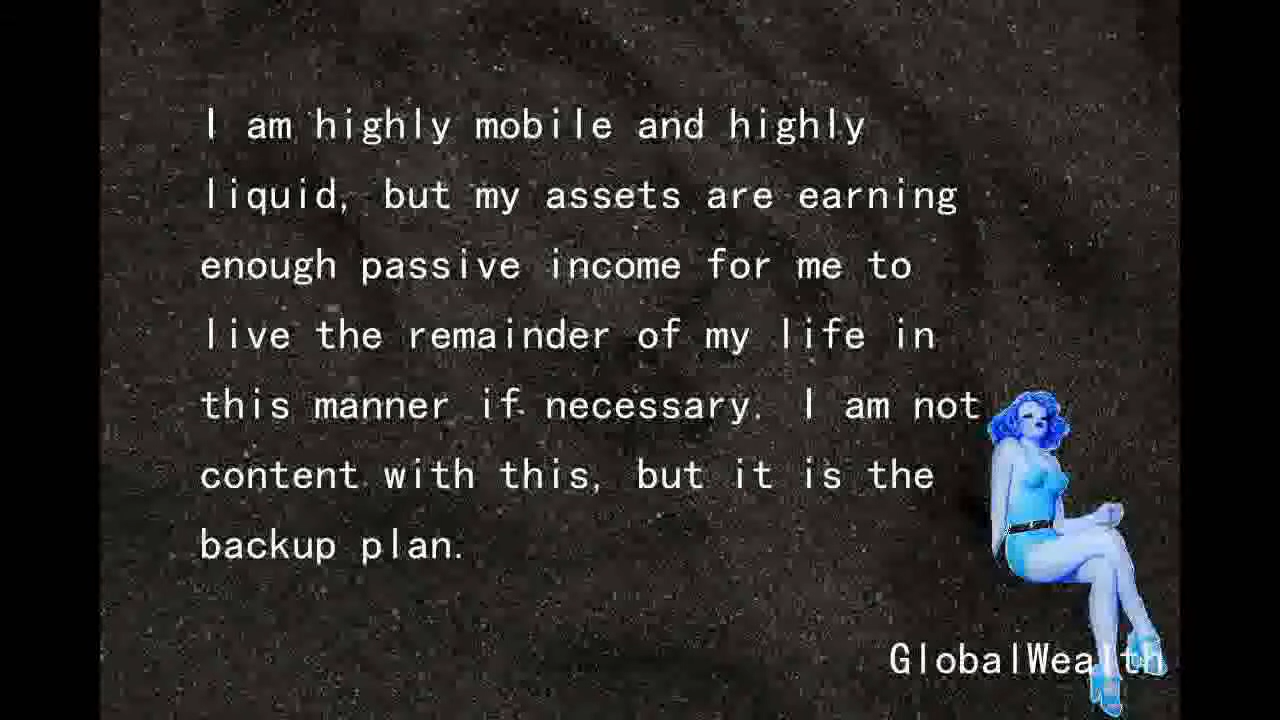 I am highly mobile and highly
liquid, but my assets are earning
enough passive income for me to
live the remainder of my life in
this manner if necessary. I am not
content with this, but it is the
backup plan.
GlobalWealth